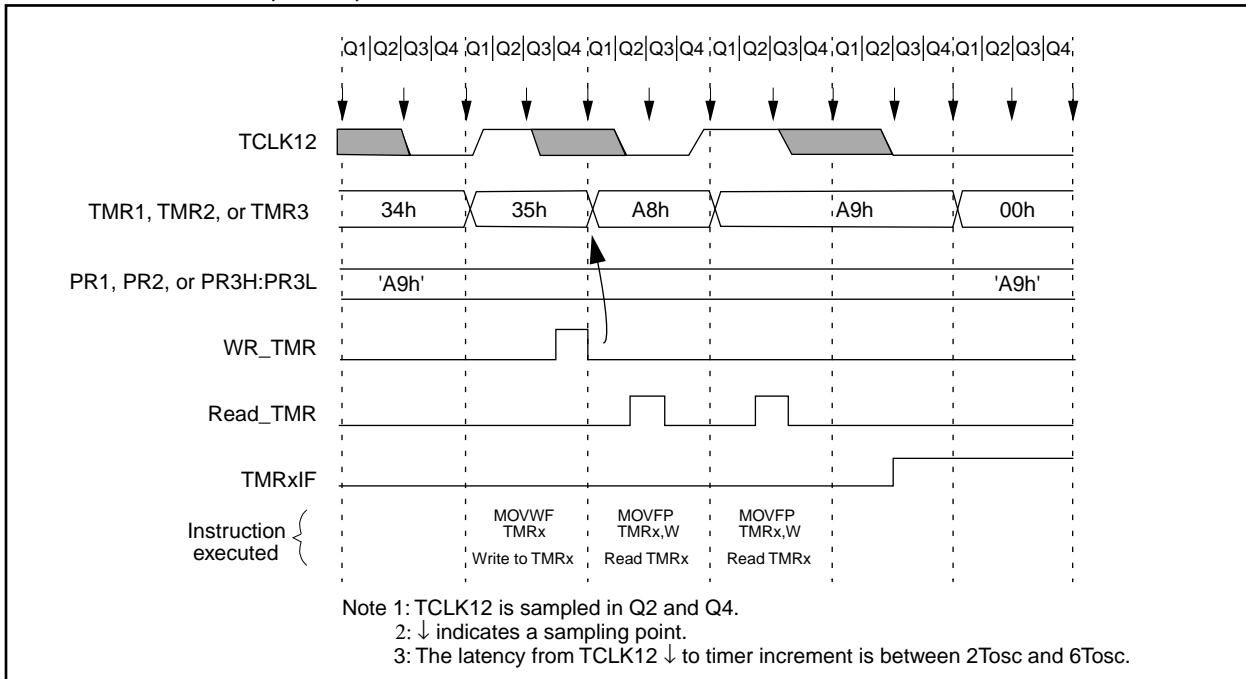 Q1|Q2|Q3|Q4 Q1|Q2|Q3|Q4 Q1|Q2|Q3|Q4 Q1|Q2|Q3|Q4 Q1|Q2|Q3|Q4 Q1|Q2|Q3|Q4
TCLK12
TMR1, TMR2, or TMR3 34h 35h A8h A9h 00h
PR1, PR2, or PR3H:PR3L 'A9h' 'A9h'
WR_TMR
Read_TMR
TMRxIF
Instruction
executed
MOVWF
TMRx
Write to TMRx
MOVFP
TMRx,W
Read TMRx
MOVFP
TMRx,W
Read TMRx
Note 1: TCLK12 is sampled in Q2 and Q4.
2: ↓ indicates a sampling point.
3: The latency from TCLK12 ↓ to timer increment is between 2Tosc and 6Tosc.